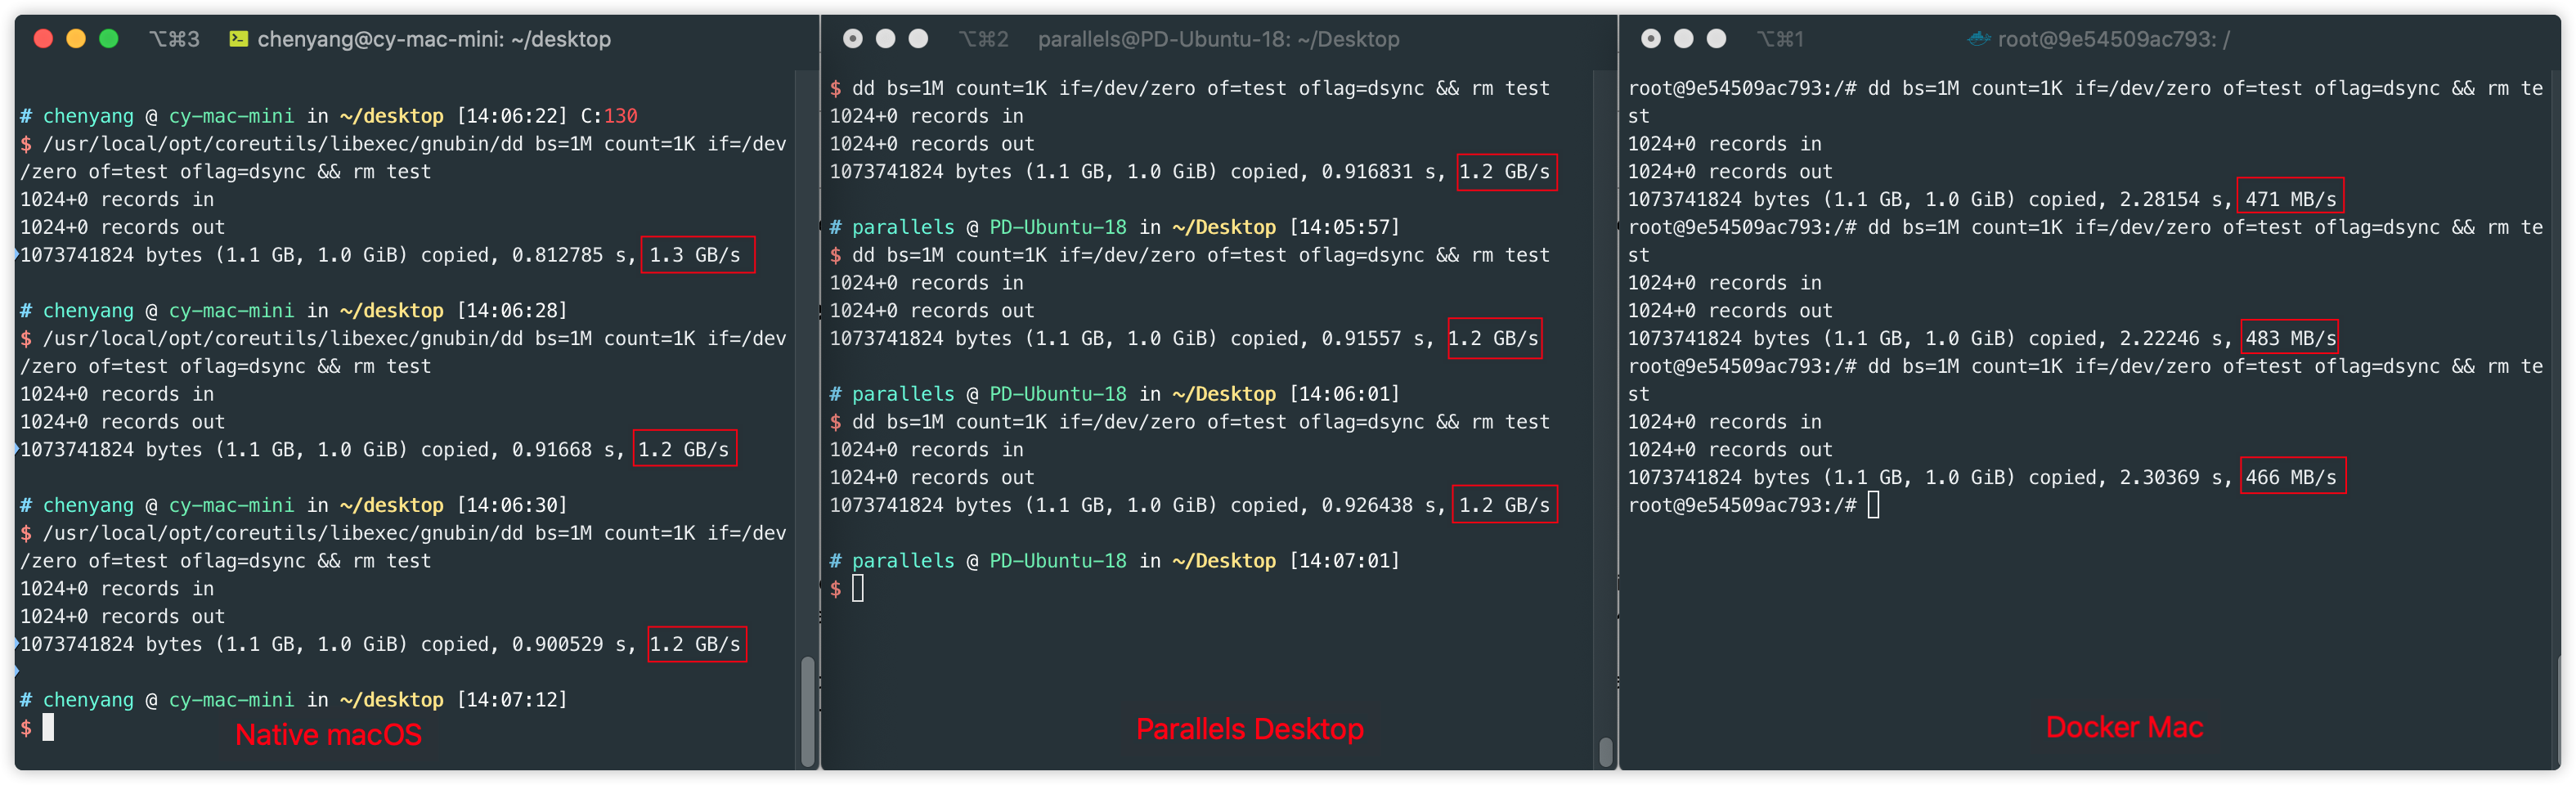 ⌥⌘3 chenyang@cy-mac-mini: ~/desktop
# chenyang @ cy-mac-mini in ~/desktop [14:06:22] C:130
$ /usr/local/opt/coreutils/libexec/gnubin/dd bs=1M count=1K if=/dev
/zero of=test oflag=dsync && rm test
1024+0 records in
1024+0 records out
1073741824 bytes (1.1 GB, 1.0 GiB) copied, 0.812785 s, 1.3 GB/s
# chenyang @ cy-mac-mini in ~/desktop [14:06:28]
$ /usr/local/opt/coreutils/libexec/gnubin/dd bs=1M count=1K if=/dev
/zero of=test oflag=dsync && rm test
1024+0 records in
1024+0 records out
1073741824 bytes (1.1 GB, 1.0 GiB) copied, 0.91668 s, 1.2 GB/s
# chenyang @ cy-mac-mini in ~/desktop [14:06:30]
$ /usr/local/opt/coreutils/libexec/gnubin/dd bs=1M count=1K if=/dev
/zero of=test oflag=dsync && rm test
1024+0 records in
1024+0 records out
1073741824 bytes (1.1 GB, 1.0 GiB) copied, 0.900529 s, 1.2 GB/s
# chenyang @ cy-mac-mini in ~/desktop [14:07:12]
$
Native macOS
⌥⌘2 parallels@PD-Ubuntu-18: ~/Desktop
$ dd bs=1M count=1K if=/dev/zero of=test oflag=dsync && rm test
1024+0 records in
1024+0 records out
1073741824 bytes (1.1 GB, 1.0 GiB) copied, 0.916831 s, 1.2 GB/s
# parallels @ PD-Ubuntu-18 in ~/Desktop [14:05:57]
$ dd bs=1M count=1K if=/dev/zero of=test oflag=dsync && rm test
1024+0 records in
1024+0 records out
1073741824 bytes (1.1 GB, 1.0 GiB) copied, 0.91557 s, 1.2 GB/s
# parallels @ PD-Ubuntu-18 in ~/Desktop [14:06:01]
$ dd bs=1M count=1K if=/dev/zero of=test oflag=dsync && rm test
1024+0 records in
1024+0 records out
1073741824 bytes (1.1 GB, 1.0 GiB) copied, 0.926438 s, 1.2 GB/s
# parallels @ PD-Ubuntu-18 in ~/Desktop [14:07:01]
$
Parallels Desktop
⌥⌘1 root@9e54509ac793: /
root@9e54509ac793:/# dd bs=1M count=1K if=/dev/zero of=test oflag=dsync && rm te
st
1024+0 records in
1024+0 records out
1073741824 bytes (1.1 GB, 1.0 GiB) copied, 2.28154 s, 471 MB/s
root@9e54509ac793:/# dd bs=1M count=1K if=/dev/zero of=test oflag=dsync && rm te
st
1024+0 records in
1024+0 records out
1073741824 bytes (1.1 GB, 1.0 GiB) copied, 2.22246 s, 483 MB/s
root@9e54509ac793:/# dd bs=1M count=1K if=/dev/zero of=test oflag=dsync && rm te
st
1024+0 records in
1024+0 records out
1073741824 bytes (1.1 GB, 1.0 GiB) copied, 2.30369 s, 466 MB/s
root@9e54509ac793:/#
Docker Mac